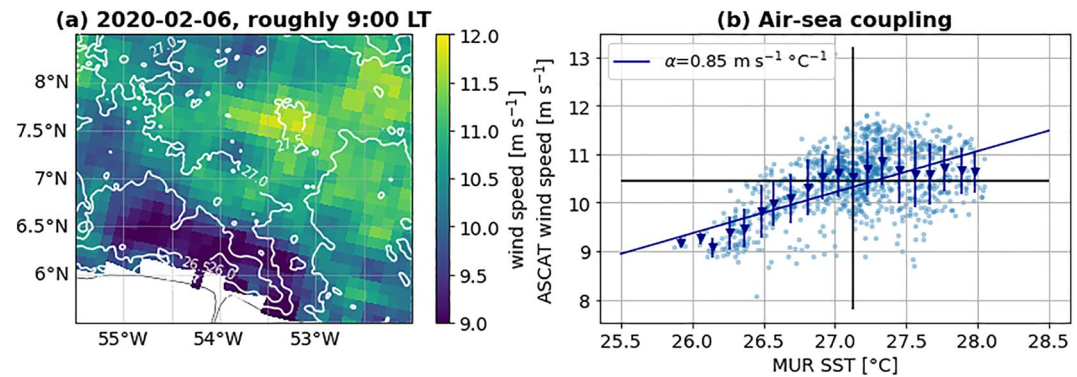 (a) 2020-02-06, roughly 9:00 LT
(b) Air-sea coupling
8°N
7.5°N
7°N
6.5°N
6°N
55°W
54°W
53°W
27.0
27.5
27.0
26.5
26.0
12.0
11.5
11.0
10.5
10.0
9.5
9.0
wind speed [m s⁻¹]
ASCAT wind speed [m s⁻¹]
α=0.85 m s⁻¹ °C⁻¹
13
12
11
10
9
8
25.5
26.0
26.5
27.0
27.5
28.0
28.5
MUR SST [°C]